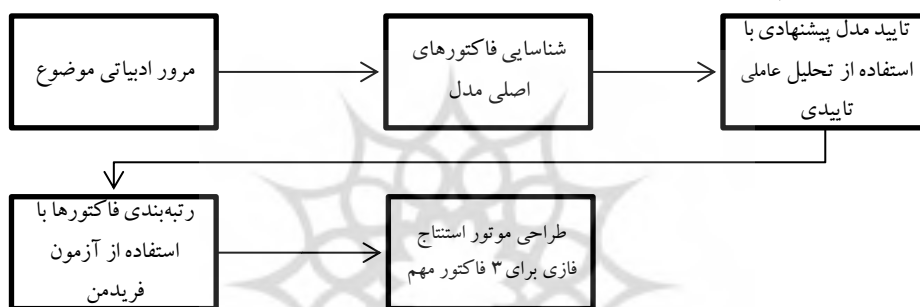 مرور ادبیاتی موضوع
شناسایی فاکتورهای
اصلی مدل
تایید مدل پیشنهادی با
استفاده از تحلیل عاملی
تاییدی
رتبه‌بندی فاکتورها با
استفاده از آزمون
فریدمن
طراحی موتور استنتاج
فازی برای ۳ فاکتور مهم